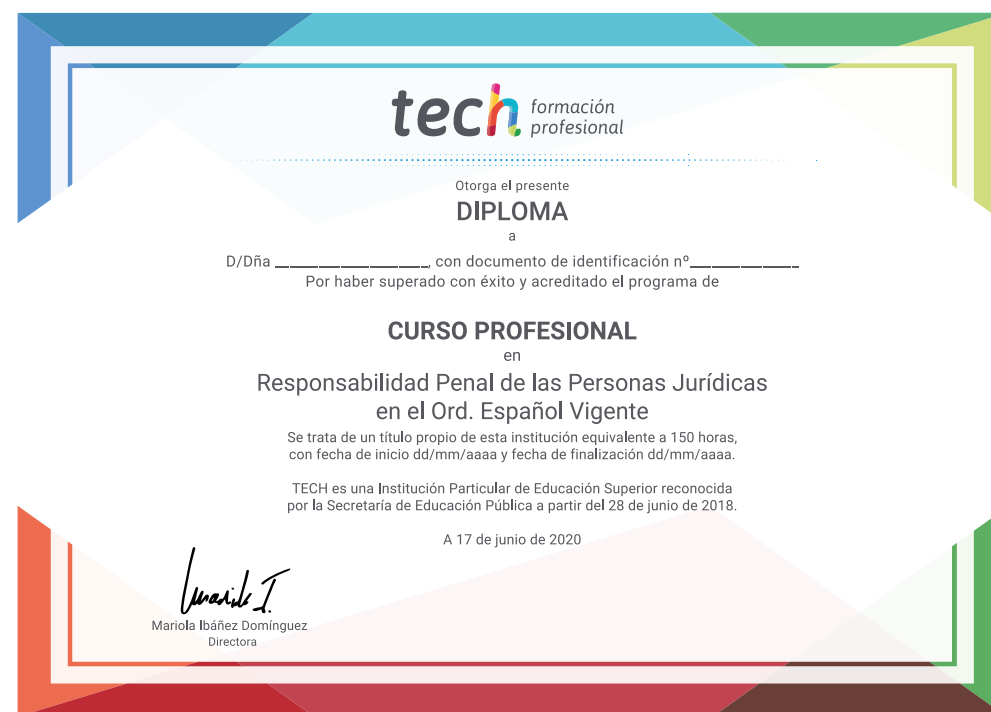 tech formación
profesional
Otorga el presente
DIPLOMA
a
D/Dña ____________________, con documento de identificación nº______________
Por haber superado con éxito y acreditado el programa de
CURSO PROFESIONAL
en
Responsabilidad Penal de las Personas Jurídicas
en el Ord. Español Vigente
Se trata de un título propio de esta institución equivalente a 150 horas,
con fecha de inicio dd/mm/aaaa y fecha de finalización dd/mm/aaaa.
TECH es una Institución Particular de Educación Superior reconocida
por la Secretaría de Educación Pública a partir del 28 de junio de 2018.
A 17 de junio de 2020
Mariola Ibáñez Domínguez
Directora